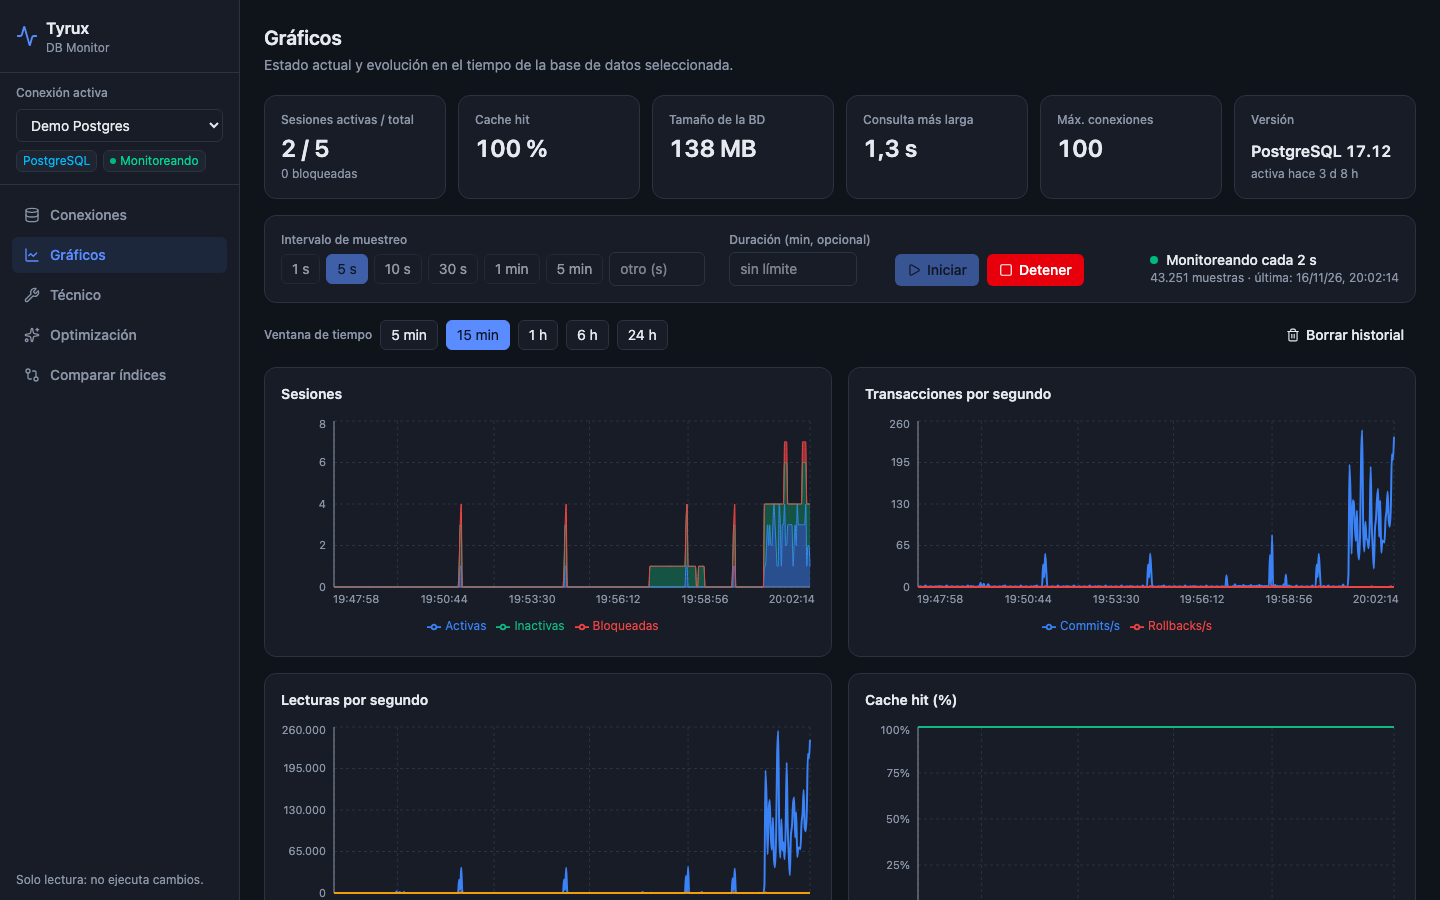 Tyrux
DB Monitor
Conexión activa
Demo Postgres
PostgreSQL
Monitoreando
Conexiones
Gráficos
Técnico
Optimización
Comparar índices
Solo lectura: no ejecuta cambios.
Gráficos
Estado actual y evolución en el tiempo de la base de datos seleccionada.
Sesiones activas / total
2 / 5
0 bloqueadas
Cache hit
100 %
Tamaño de la BD
138 MB
Consulta más larga
1,3 s
Máx. conexiones
100
Versión
PostgreSQL 17.12
activa hace 3 d 8 h
Intervalo de muestreo
1 s 5 s 10 s 30 s 1 min 5 min otro (s)
Duración (min, opcional)
sin límite
Iniciar
Detener
Monitoreando cada 2 s
43.251 muestras · última: 16/11/26, 20:02:14
Ventana de tiempo 5 min 15 min 1 h 6 h 24 h
Borrar historial
Sesiones
8
6
4
2
0
19:47:58 19:50:44 19:53:30 19:56:12 19:58:56 20:02:14
Activas Inactivas Bloqueadas
Transacciones por segundo
260
195
130
65
0
19:47:58 19:50:44 19:53:30 19:56:12 19:58:56 20:02:14
Commits/s Rollbacks/s
Lecturas por segundo
260.000
195.000
130.000
65.000
0
Cache hit (%)
100%
75%
50%
25%